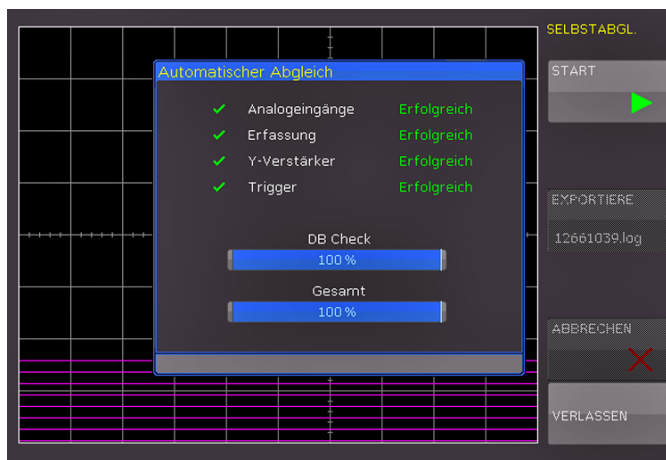 SELBSTABGL.
Automatischer Abgleich
START
Analogeingänge Erfolgreich
Erfassung Erfolgreich
Y-Verstärker Erfolgreich
Trigger Erfolgreich
EXPORTIERE
12661039.log
DB Check
100 %
Gesamt
100 %
ABBRECHEN
VERLASSEN